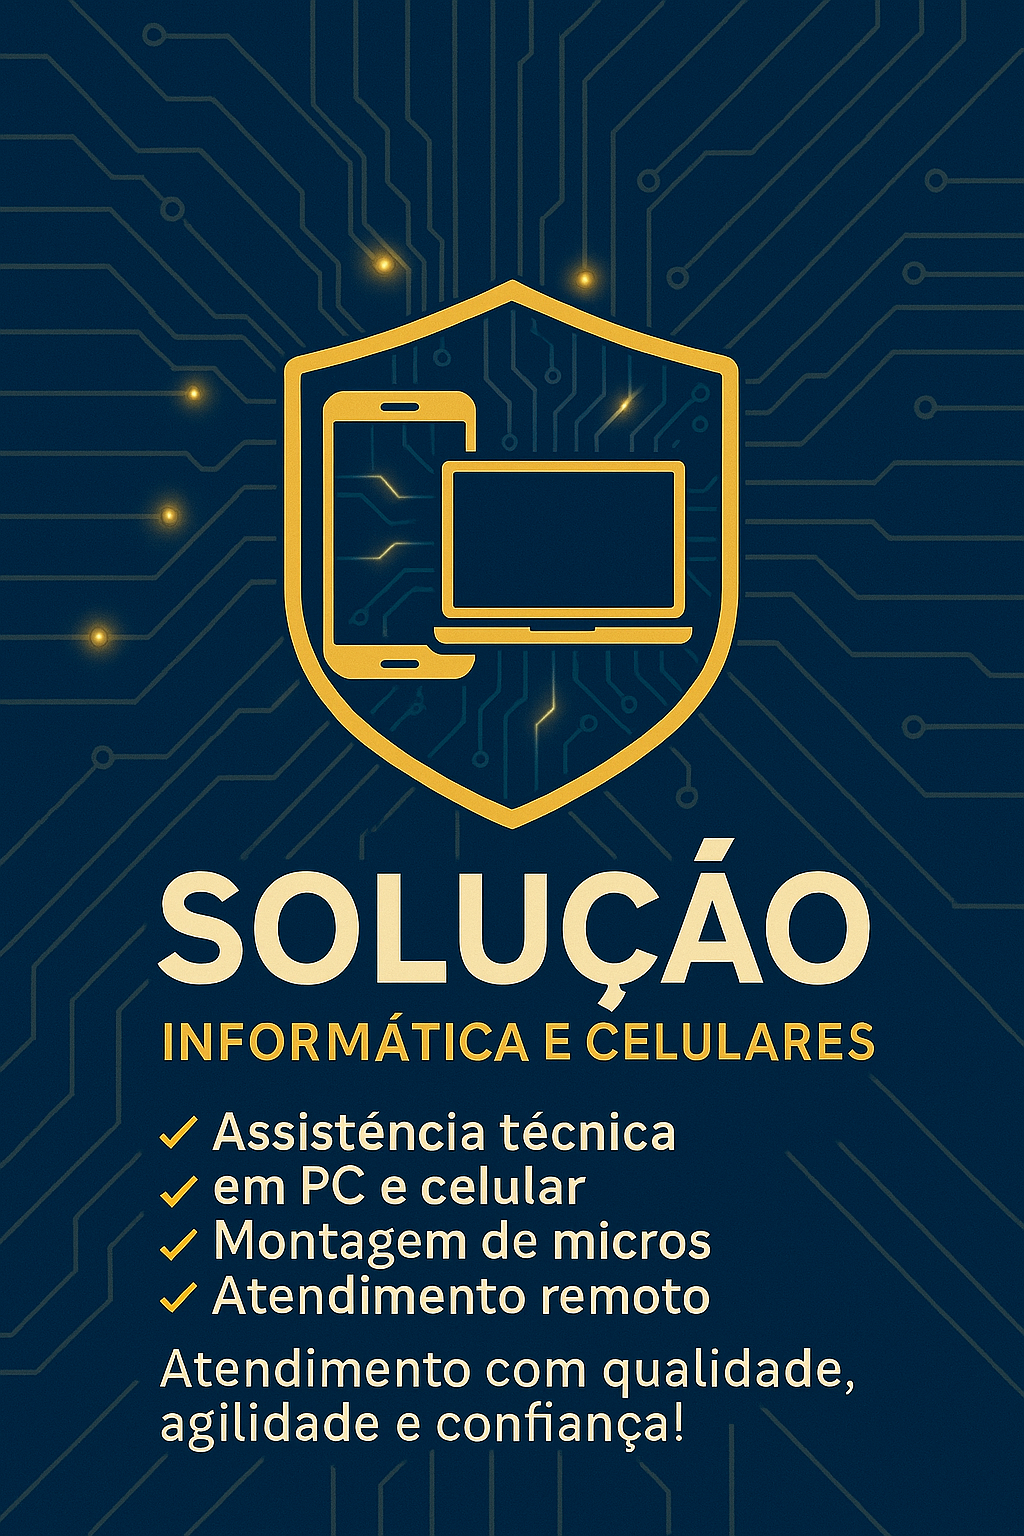 SOLUÇÁO
INFORMÁTICA E CELULARES
✓ Assisténcia técnica
✓ em PC e celular
✓ Montagem de micros
✓ Atendimento remoto
Atendimento com qualidade,
agilidade e confiança!